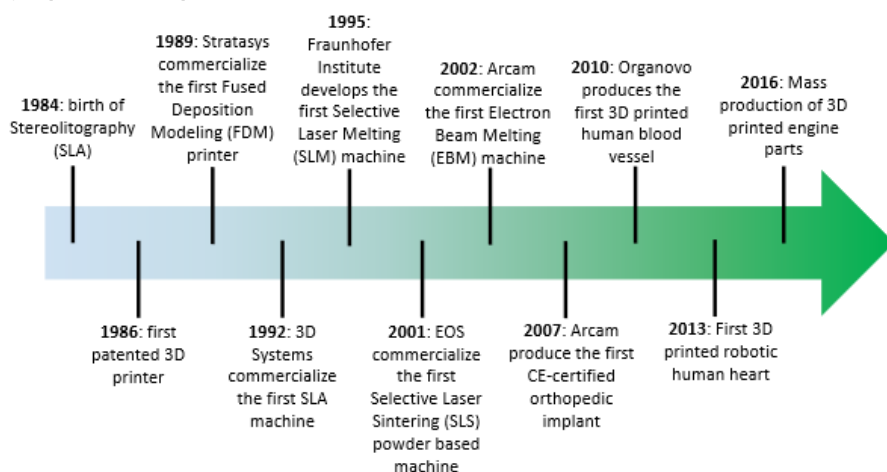 1984: birth of
Stereolitography
(SLA)
1986: first
patented 3D
printer
1989: Stratasys
commercialize
the first Fused
Deposition
Modeling (FDM)
printer
1992: 3D
Systems
commercialize
the first SLA
machine
1995:
Fraunhofer
Institute
develops the
first Selective
Laser Melting
(SLM) machine
2001: EOS
commercialize
the first
Selective Laser
Sintering (SLS)
powder based
machine
2002: Arcam
commercialize
the first Electron
Beam Melting
(EBM) machine
2007: Arcam
produce the first
CE-certified
orthopedic
implant
2010: Organovo
produces the
first 3D printed
human blood
vessel
2013: First 3D
printed robotic
human heart
2016: Mass
production of 3D
printed engine
parts